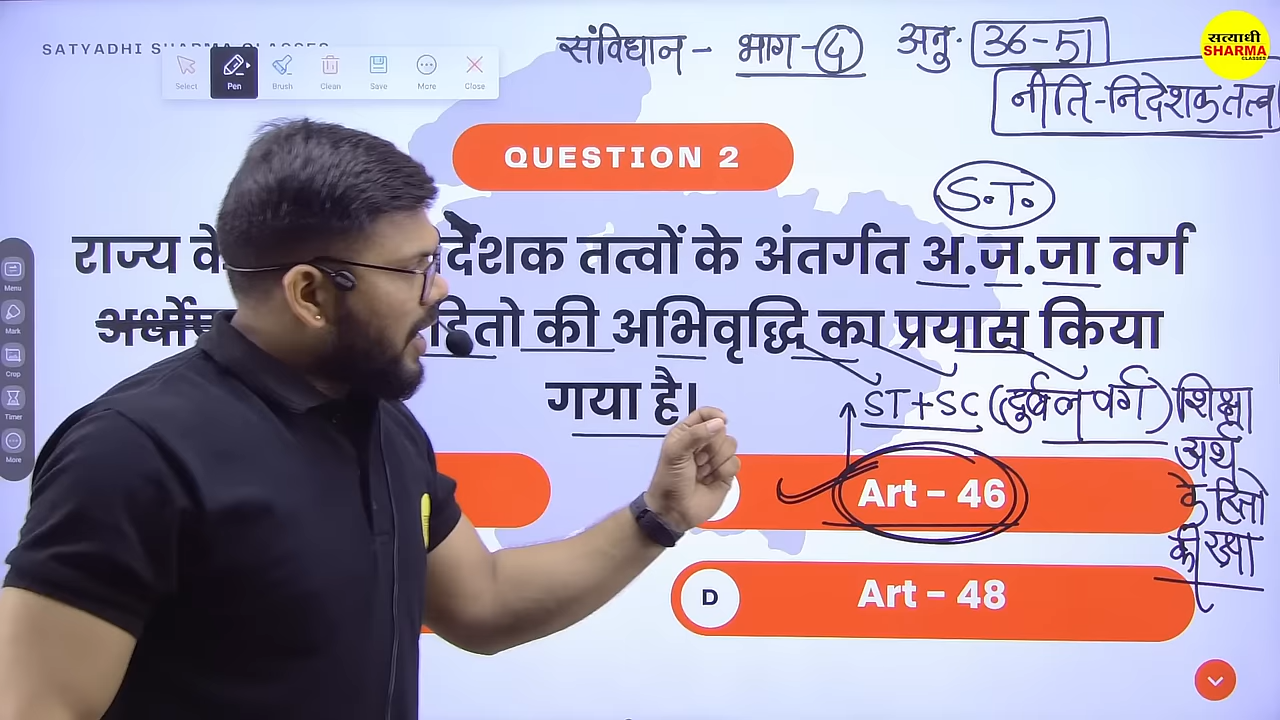 SATYADHI SHARMA CLASSES
संविधान - भाग - 4 अनु. 36-51
सत्याधी
SHARMA
CLASSES
नीति-निदेशक तत्व
Select Pen Brush Clean Save More Close
QUESTION 2
S.T.
राज्य के र्देशक तत्वों के अंतर्गत अ.ज.जा वर्ग
हितो की अभिवृद्धि का प्रयास किया
गया है।
ST+SC (दुर्बल वर्ग) शिक्षा
अर्थ
के हितो
की रक्षा
Art - 46
D Art - 48
Menu
Mark
Crop
Timer
More